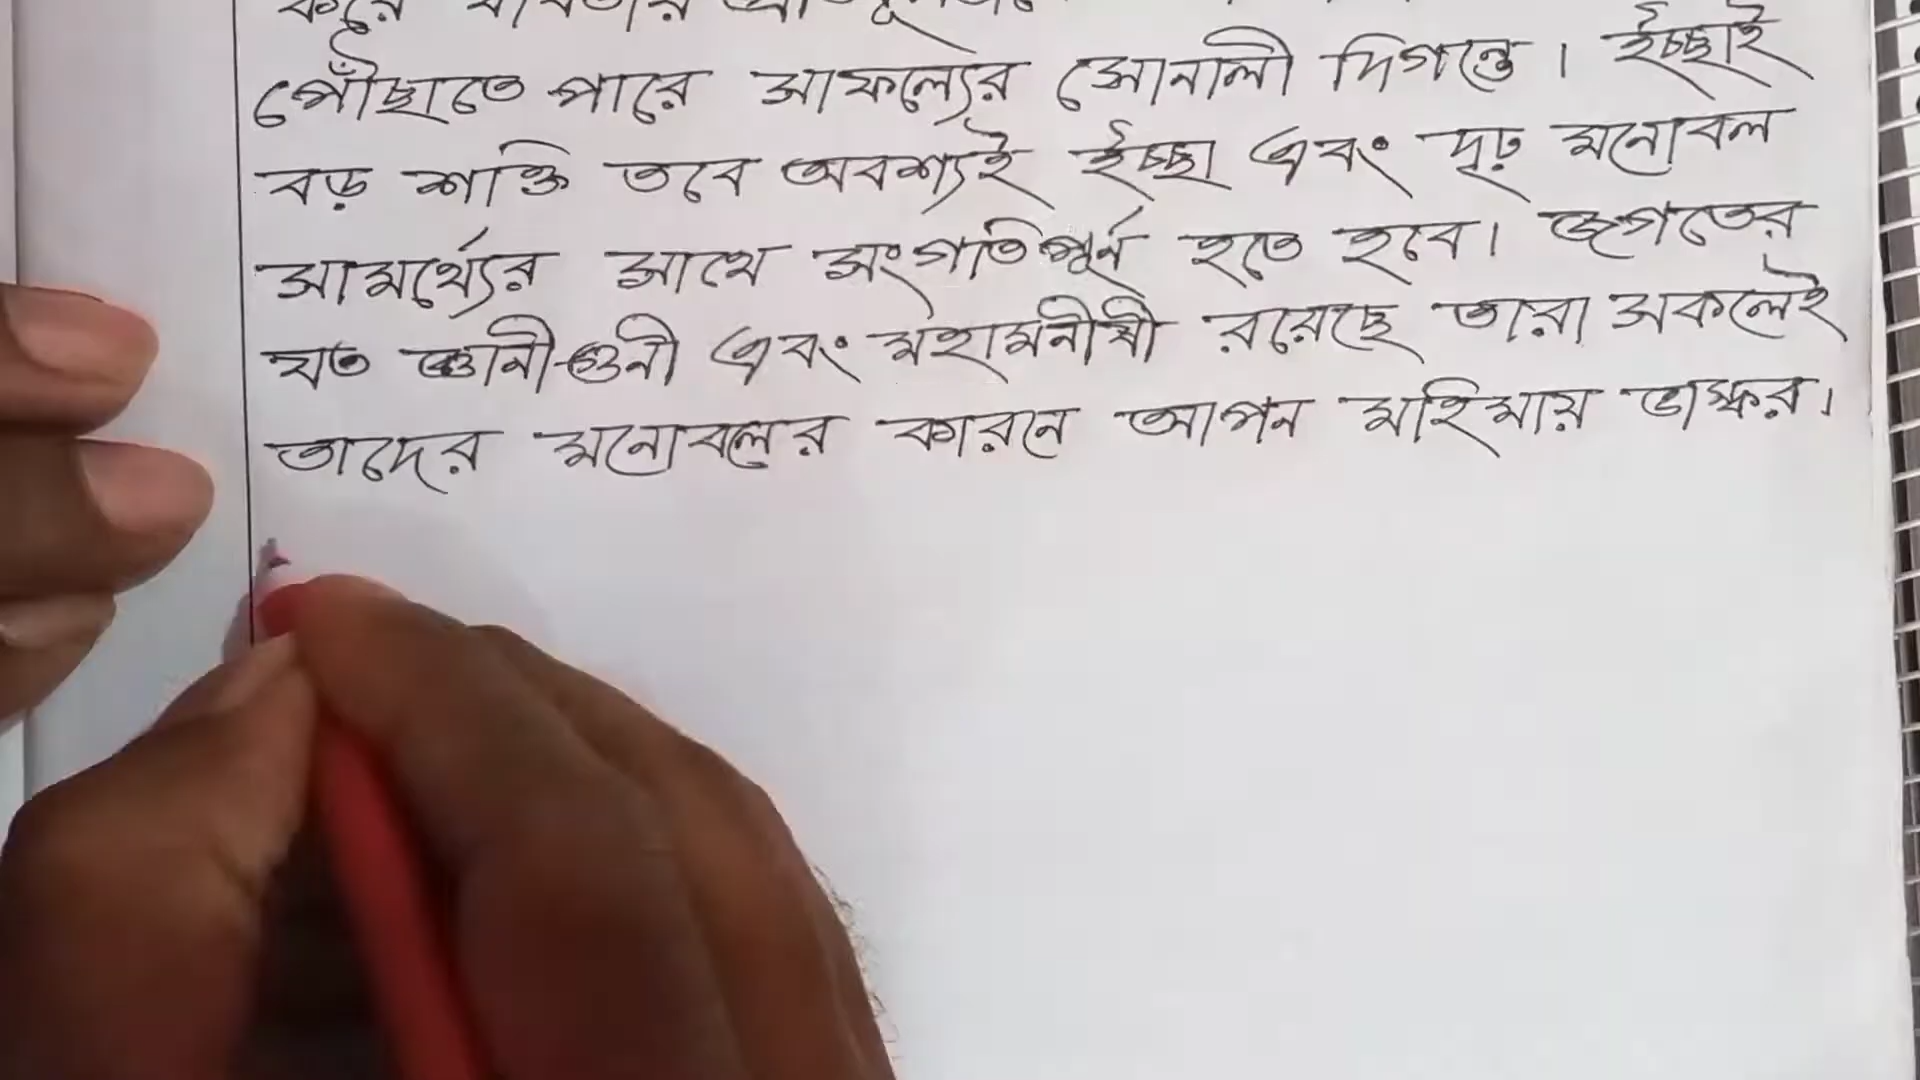 করে
পৌঁছাতে পারে সাফল্যের সোনালী দিগন্তে। ইচ্ছাই
বড় শক্তি তবে অবশ্যই ইচ্ছা এবং দৃঢ় মনোবল
সামর্থ্যের সাথে সংগতিপূর্ন হতে হবে। জগতের
যত জ্ঞানীগুনী এবং মহামনীষী রয়েছে তারা সকলেই
তাদের মনোবলের কারনে আপন মহিমায় ভাস্কর।